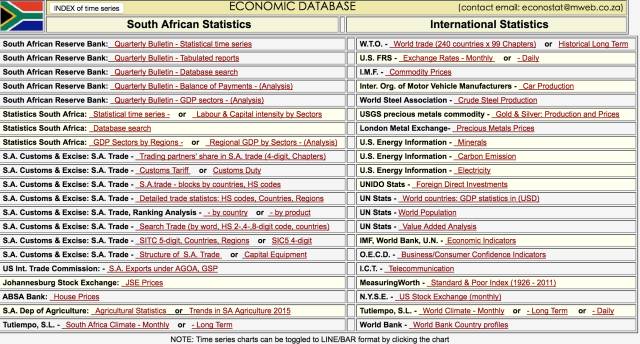 INDEX of time series
ECONOMIC DATABASE
(contact email: econostat@mweb.co.za)
South African Statistics
International Statistics
South African Reserve Bank: Quarterly Bulletin - Statistical time series
South African Reserve Bank: Quarterly Bulletin - Tabulated reports
South African Reserve Bank: Quarterly Bulletin - Database search
South African Reserve Bank: Quarterly Bulletin - Balance of Payments - (Analysis)
South African Reserve Bank: Quarterly Bulletin - GDP sectors - (Analysis)
Statistics South Africa: Statistical time series - or Labour & Capital intensity by Sectors
Statistics South Africa: Database search
Statistics South Africa: GDP Sectors by Regions - or Regional GDP by Sectors - (Analysis)
S.A. Customs & Excise: S.A. Trade - Trading partners' share in S.A. trade (4-digit, Chapters)
S.A. Customs & Excise: S.A. Trade - Customs Tariff or Customs Duty
S.A. Customs & Excise: S.A. Trade - S.A.trade - blocks by country, HS codes
S.A. Customs & Excise: S.A. Trade - Detailed trade statistics: HS codes, Countries, Regions
S.A. Customs & Excise: S.A. Trade, Ranking Analysis - - by country or - by product
S.A. Customs & Excise: S.A. Trade - Search Trade (by word, HS 2-,4-,8-digit code, country)
S.A. Customs & Excise: S.A. Trade - SITC 5-digit, Countries, Regions or SIC5 4-digit
S.A. Customs & Excise: S.A. Trade - Structure of S.A. Trade or Capital Equipment
US Int. Trade Commission: S.A. Exports under AGOA, GSP
Johannesburg Stock Exchange: JSE Prices
ABSA Bank: House Prices
S.A. Dep of Agriculture: Agricultural Statistics or Trends in SA Agriculture 2015
Tutiempo, S.L. - South Africa Climate - Monthly or - Long Term
W.T.O. - World trade (240 countries x 99 Chapters) or Historical Long Term
U.S. FRS - Exchange Rates - Monthly or - Daily
I.M.F. - Commodity Prices
Inter. Org. of Motor Vehicle Manufacturers - Car Production
World Steel Association - Crude Steel Production
USGS precious metals commodity - Gold & Silver: Production and Prices
London Metal Exchange- Precious Metals Prices
U.S. Energy Information - Minerals
U.S. Energy Information - Carbon Emission
U.S. Energy Information - Electricity
UNIDO Stats - Foreign Direct Investments
UN Stats - World countries: GDP statistics in (USD)
UN Stats - World Population
UN Stats - Value Added Analysis
IMF, World Bank, U.N. - Economic Indicators
O.E.C.D. - Business/Consumer Confidence Indicators
I.C.T. - Telecommunication
MeasuringWorth - Standard & Poor Index (1926 - 2011)
N.Y.S.E. - US Stock Exchange (monthly)
Tutiempo, S.L. - World Climate - Monthly or - Long Term or - Daily
World Bank - World Bank Country profiles
NOTE: Time series charts can be toggled to LINE/BAR format by clicking the chart